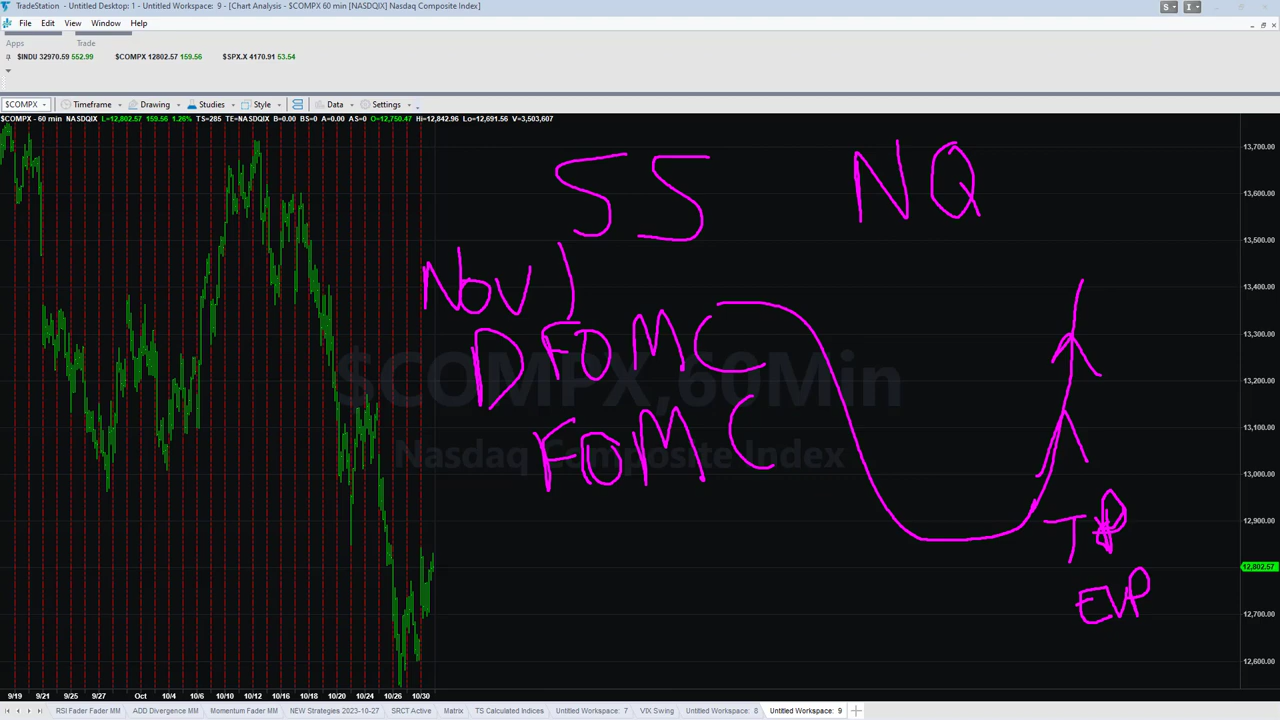 TradeStation - Untitled Desktop: 1 - Untitled Workspace: 9 - [Chart Analysis - $COMPX 60 min [NASDQIX] Nasdaq Composite Index]
File Edit View Window Help
Apps Trade
$INDU 32970.59 552.99 $COMPX 12802.57 159.56 $SPX.X 4170.91 53.54
$COMPX Timeframe Drawing Studies Style Data Settings
$COMPX - 60 min NASDQIX L=12,802.57 159.56 1.26% TS=285 TE=NASDQIX B=0.00 BS=0 A=0.00 AS=0 O=12,750.47 Hi=12,842.96 Lo=12,691.56 V=3,503,607
13,700.00
13,600.00
13,500.00
13,400.00
13,300.00
13,200.00
13,100.00
13,000.00
12,900.00
12,802.57
12,700.00
12,600.00
SS NQ
Nov 1
D FOMC
FOMC
$COMPX,60Min
Nasdaq Composite Index
9/19 9/21 9/25 9/27 Oct 10/4 10/6 10/10 10/12 10/16 10/18 10/20 10/24 10/26 10/30
RSI Fader Fader MM ADD Divergence MM Momentum Fader MM NEW Strategies 2023-10-27 SRCT Active Matrix TS Calculated Indices Untitled Workspace: 7 VIX Swing Untitled Workspace: 8 Untitled Workspace: 9